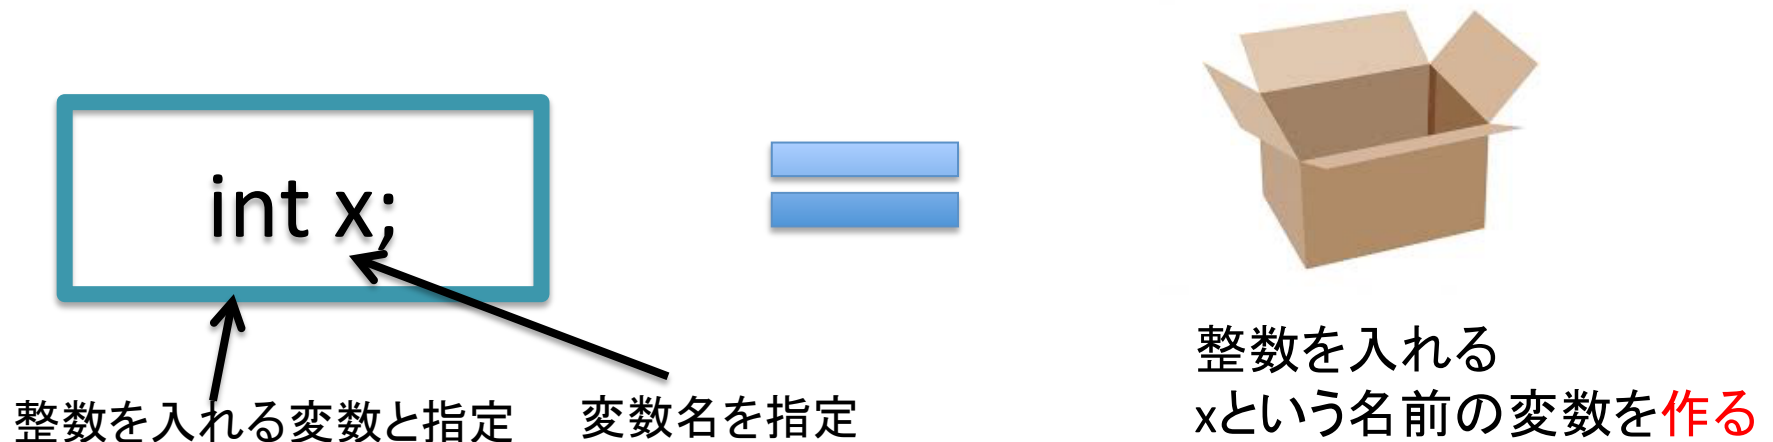 int x;
整数を入れる変数と指定
変数名を指定
整数を入れる
xという名前の変数を作る